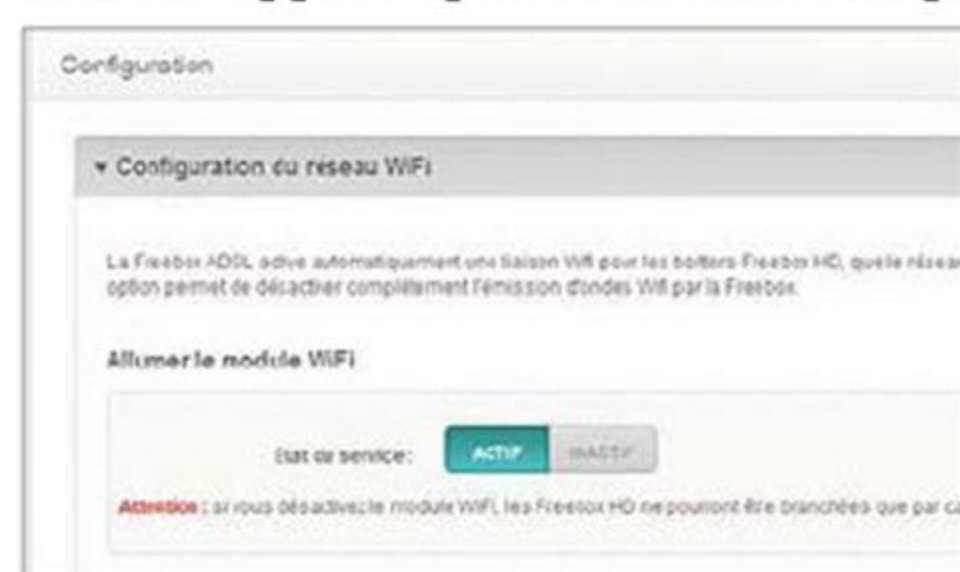 Configuration
▾ Configuration du reseau WiFi
La Freebox ADSL active automatiquement une liaison Wifi pour les boitiers Freebox HD, que le résea
option permet de désactiver complètement l'émission d'ondes Wifi par la Freebox.
Allumer le module WiFi
Etat du service :
ACTIF
INACTIF
Attention : si vous désactivez le module WiFi, les Freebox HD ne pourront être branchées que par ca